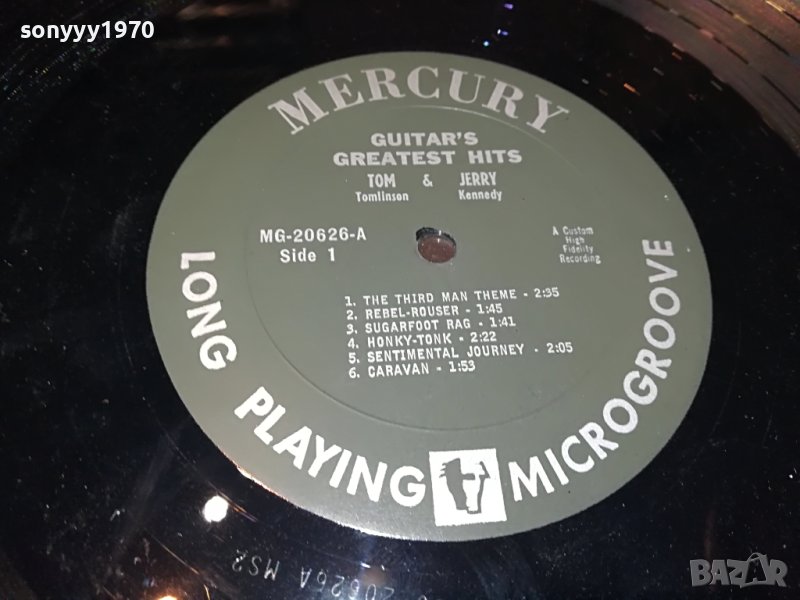 sonyyy1970
MERCURY
GUITAR'S
GREATEST HITS
TOM & JERRY
Tomlinson Kennedy
MG-20626-A
Side 1
A Custom
High
Fidelity
Recording
1. THE THIRD MAN THEME - 2:35
2. REBEL-ROUSER - 1:45
3. SUGARFOOT RAG - 1:41
4. HONKY-TONK - 2:22
5. SENTIMENTAL JOURNEY - 2:05
6. CARAVAN - 1:53
LONG PLAYING MICROGROOVE
20626A MS2
BAZAR